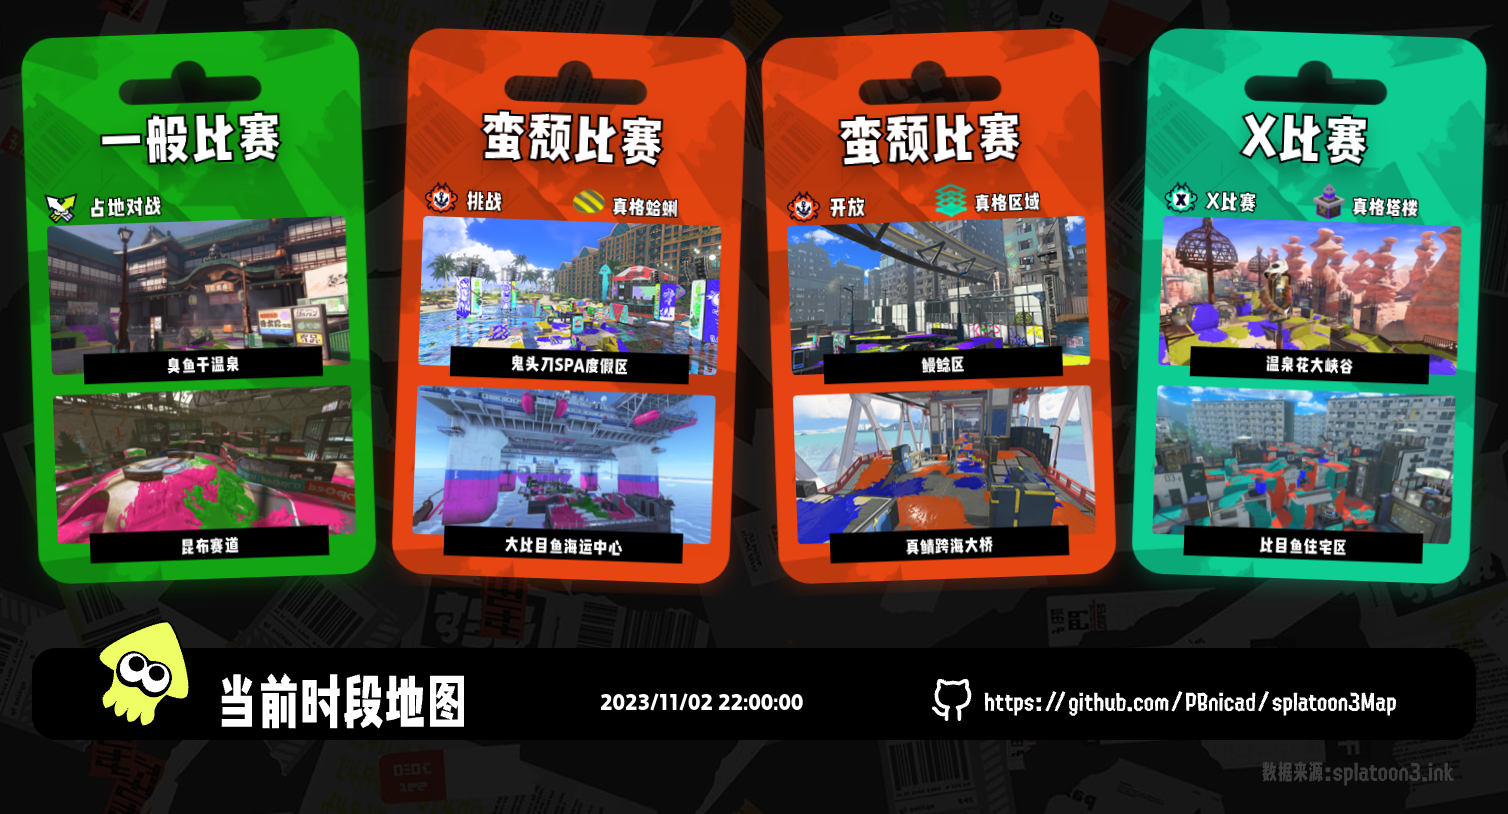 一般比赛
占地对战
臭鱼干温泉
昆布赛道
蛮颓比赛
挑战
真格蛤蜊
鬼头刀SPA度假区
大比目鱼海运中心
蛮颓比赛
开放
真格区域
鳗鲶区
真鲭跨海大桥
X比赛
X比赛
真格塔楼
温泉花大峡谷
比目鱼住宅区
当前时段地图
2023/11/02 22:00:00
https://github.com/PBnicad/splatoon3Map
数据来源:splatoon3.ink